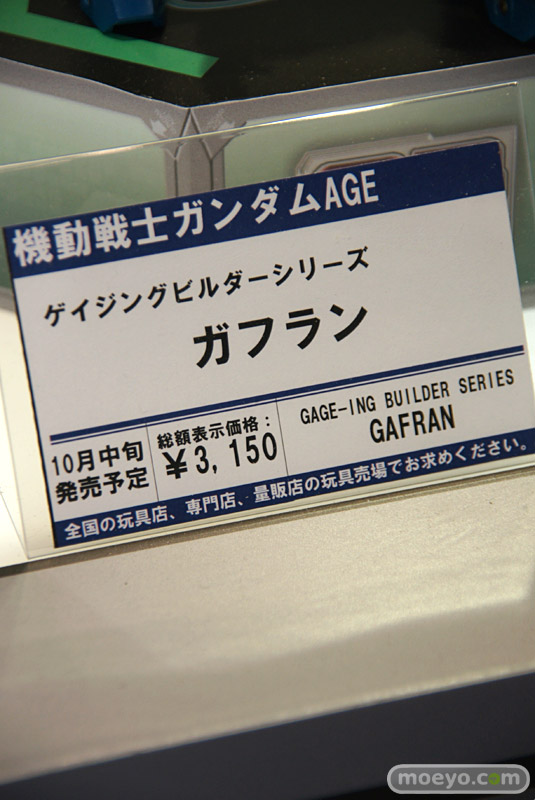 機動戦士ガンダムAGE
ゲイジングビルダーシリーズ
ガフラン
10月中旬
発売予定
総額表示価格：
¥3,150
GAGE-ING BUILDER SERIES
GAFRAN
全国の玩具店、専門店、量販店の玩具売場でお求めください。
moeyo.com